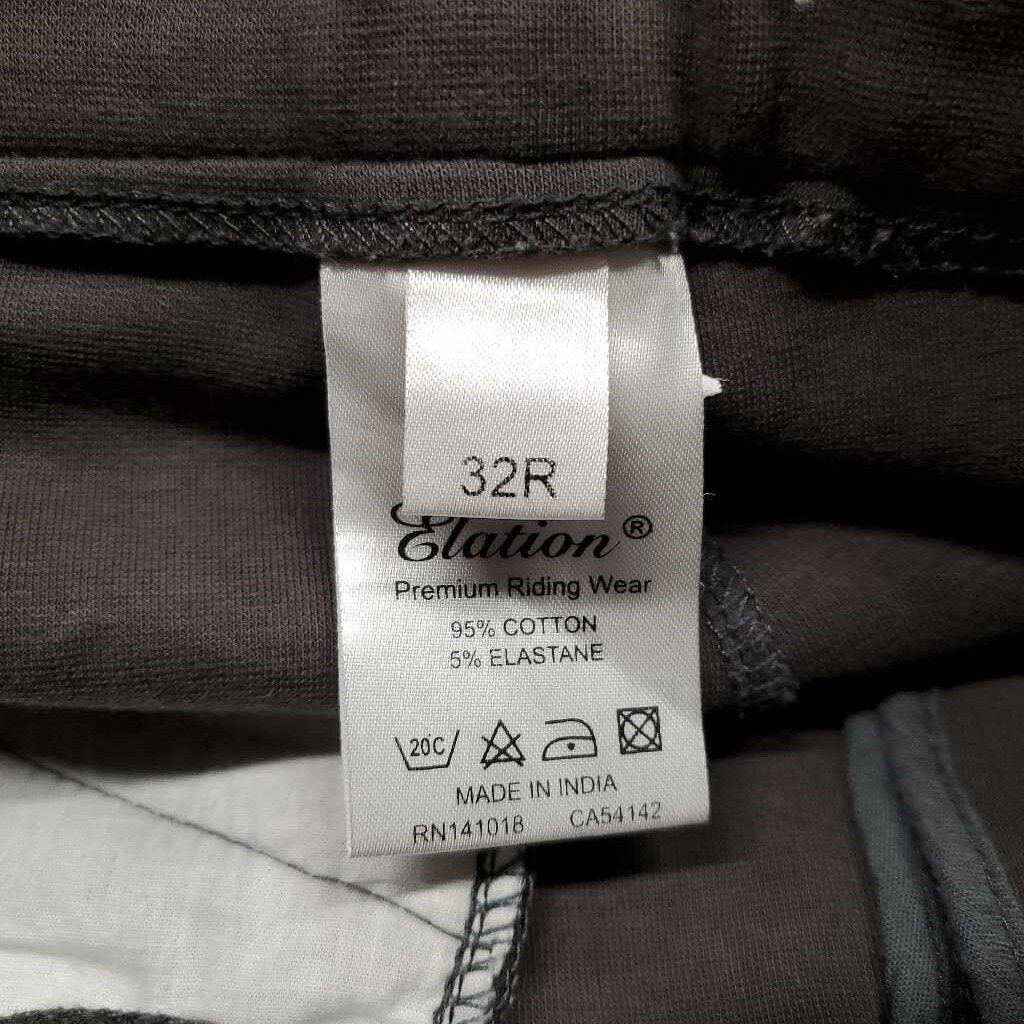 32R
Elation®
Premium Riding Wear
95% COTTON
5% ELASTANE
20C
MADE IN INDIA
RN141018 CA54142